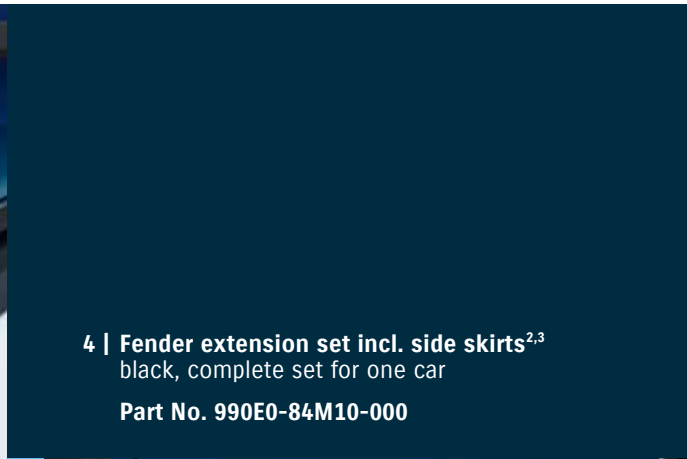 4 | Fender extension set incl. side skirts2,3
black, complete set for one car
Part No. 990E0-84M10-000